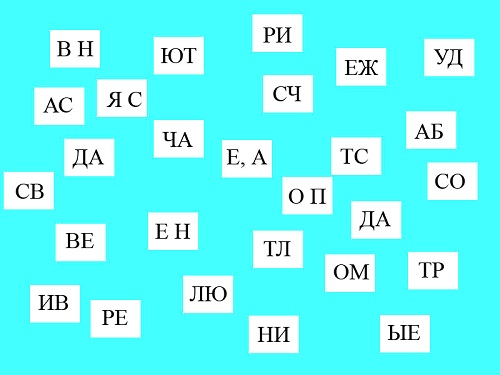 РИ
В Н
ЮТ
УД
ЕЖ
СЧ
Я С
АС
АБ
ЧА
ДА
Е, А
ТС
СО
СВ
О П
ДА
Е Н
ВЕ
ТЛ
ТР
ОМ
ЛЮ
ИВ
РЕ
НИ
ЫЕ